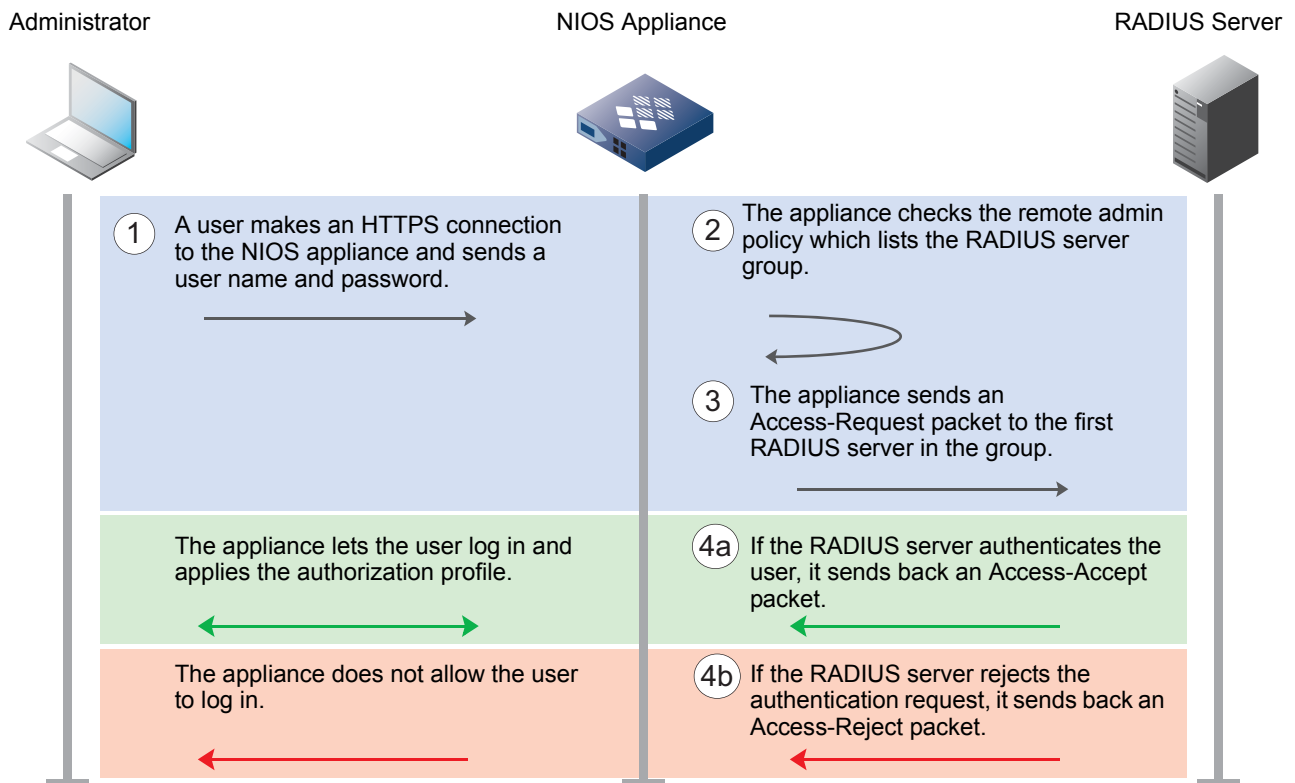 Administrator
NIOS Appliance
RADIUS Server
1
A user makes an HTTPS connection
to the NIOS appliance and sends a
user name and password.
2
The appliance checks the remote admin
policy which lists the RADIUS server
group.
3
The appliance sends an
Access-Request packet to the first
RADIUS server in the group.
The appliance lets the user log in and
applies the authorization profile.
4a
If the RADIUS server authenticates the
user, it sends back an Access-Accept
packet.
The appliance does not allow the user
to log in.
4b
If the RADIUS server rejects the
authentication request, it sends back an
Access-Reject packet.